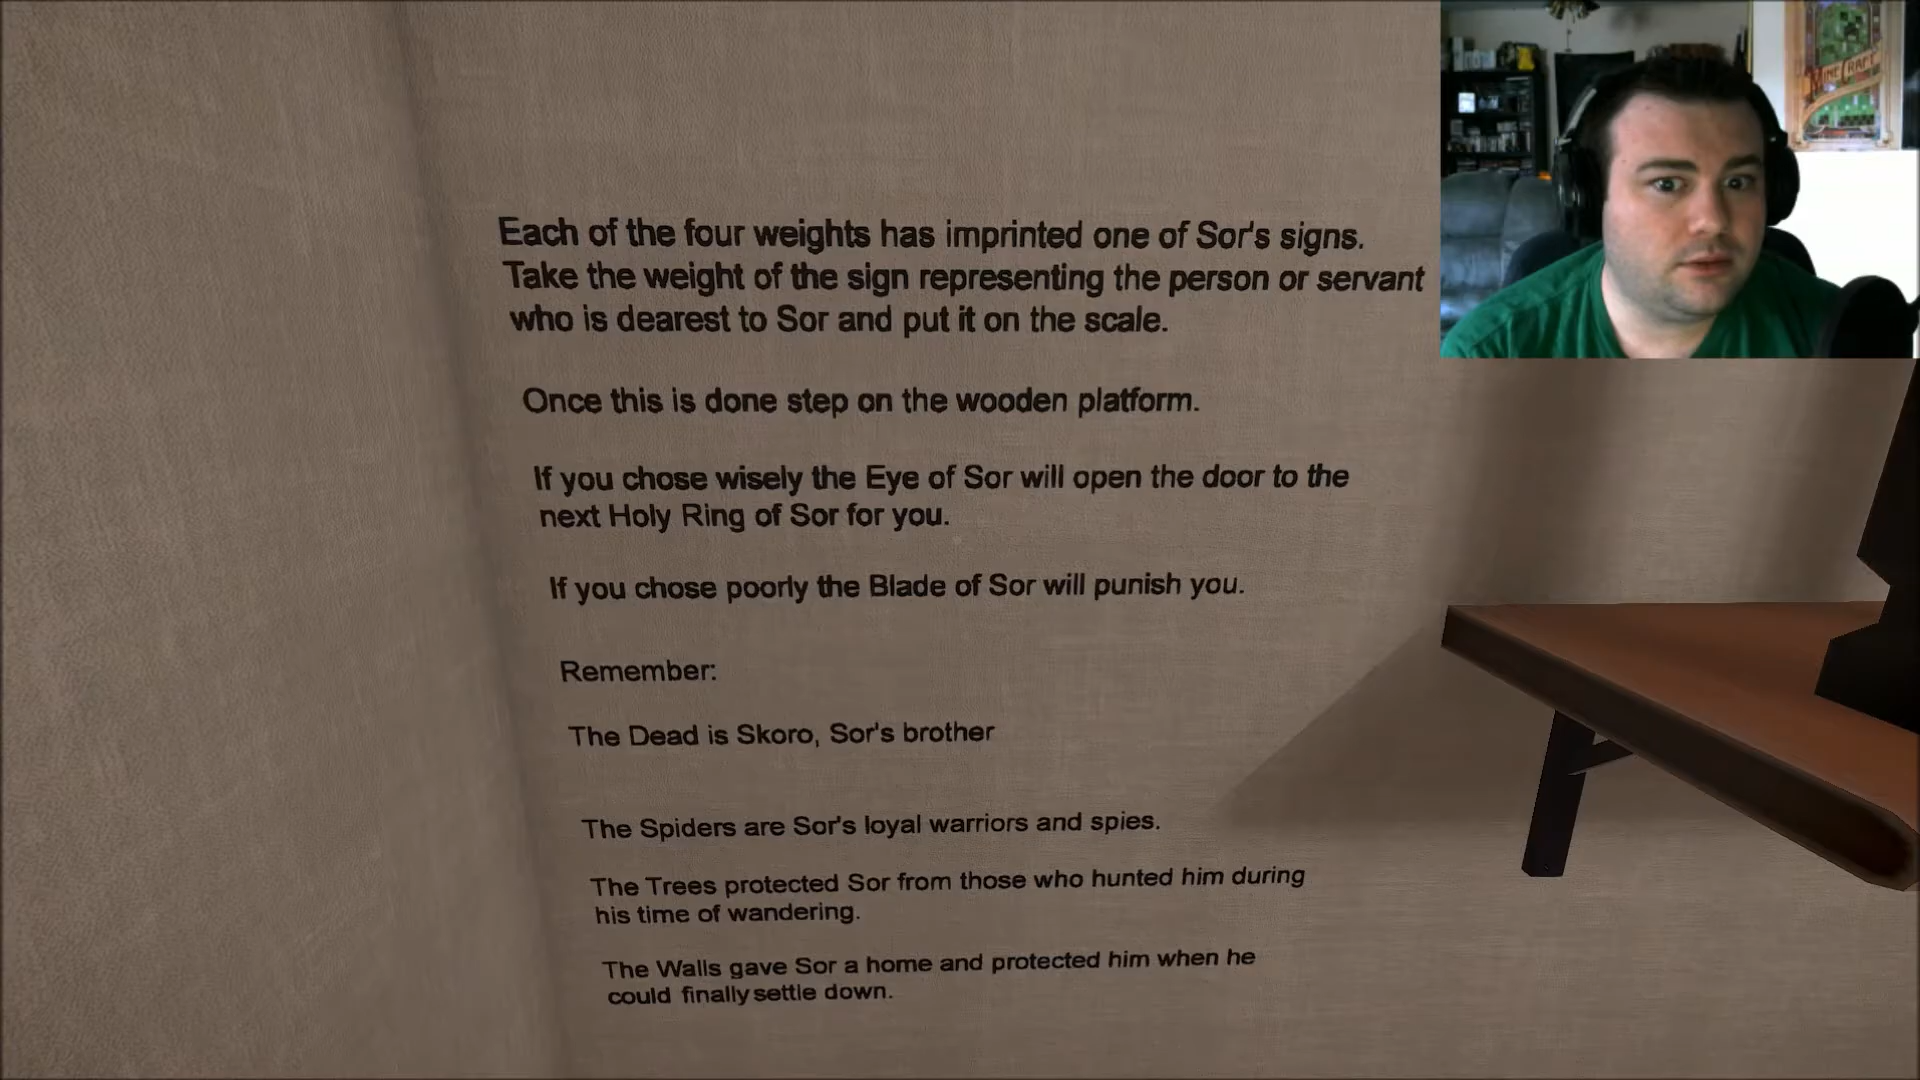 Each of the four weights has imprinted one of Sor's signs.
Take the weight of the sign representing the person or servant
who is dearest to Sor and put it on the scale.
Once this is done step on the wooden platform.
If you chose wisely the Eye of Sor will open the door to the
next Holy Ring of Sor for you.
If you chose poorly the Blade of Sor will punish you.
Remember:
The Dead is Skoro, Sor's brother
The Spiders are Sor's loyal warriors and spies.
The Trees protected Sor from those who hunted him during
his time of wandering.
The Walls gave Sor a home and protected him when he
could finally settle down.
MINECRAFT